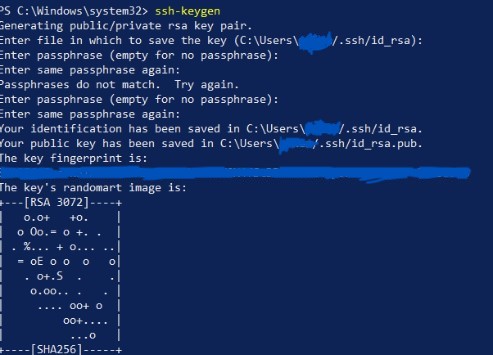 PS C:\Windows\system32> ssh-keygen
Generating public/private rsa key pair.
Enter file in which to save the key (C:\Users\ /.ssh/id_rsa):
Enter passphrase (empty for no passphrase):
Enter same passphrase again:
Passphrases do not match.  Try again.
Enter passphrase (empty for no passphrase):
Enter same passphrase again:
Your identification has been saved in C:\Users\ /.ssh/id_rsa.
Your public key has been saved in C:\Users\ /.ssh/id_rsa.pub.
The key fingerprint is:
The key's randomart image is:
+---[RSA 3072]----+
|   o.o+   +o.    |
|  o Oo.= o +. .  |
| . %... + o... ..|
|  = oE o o  o   o|
|   . o+.S  .    .|
|    o.oo.. .   . |
|     .... oo+ o  |
|         oo+.... |
|          ...o   |
+----[SHA256]-----+